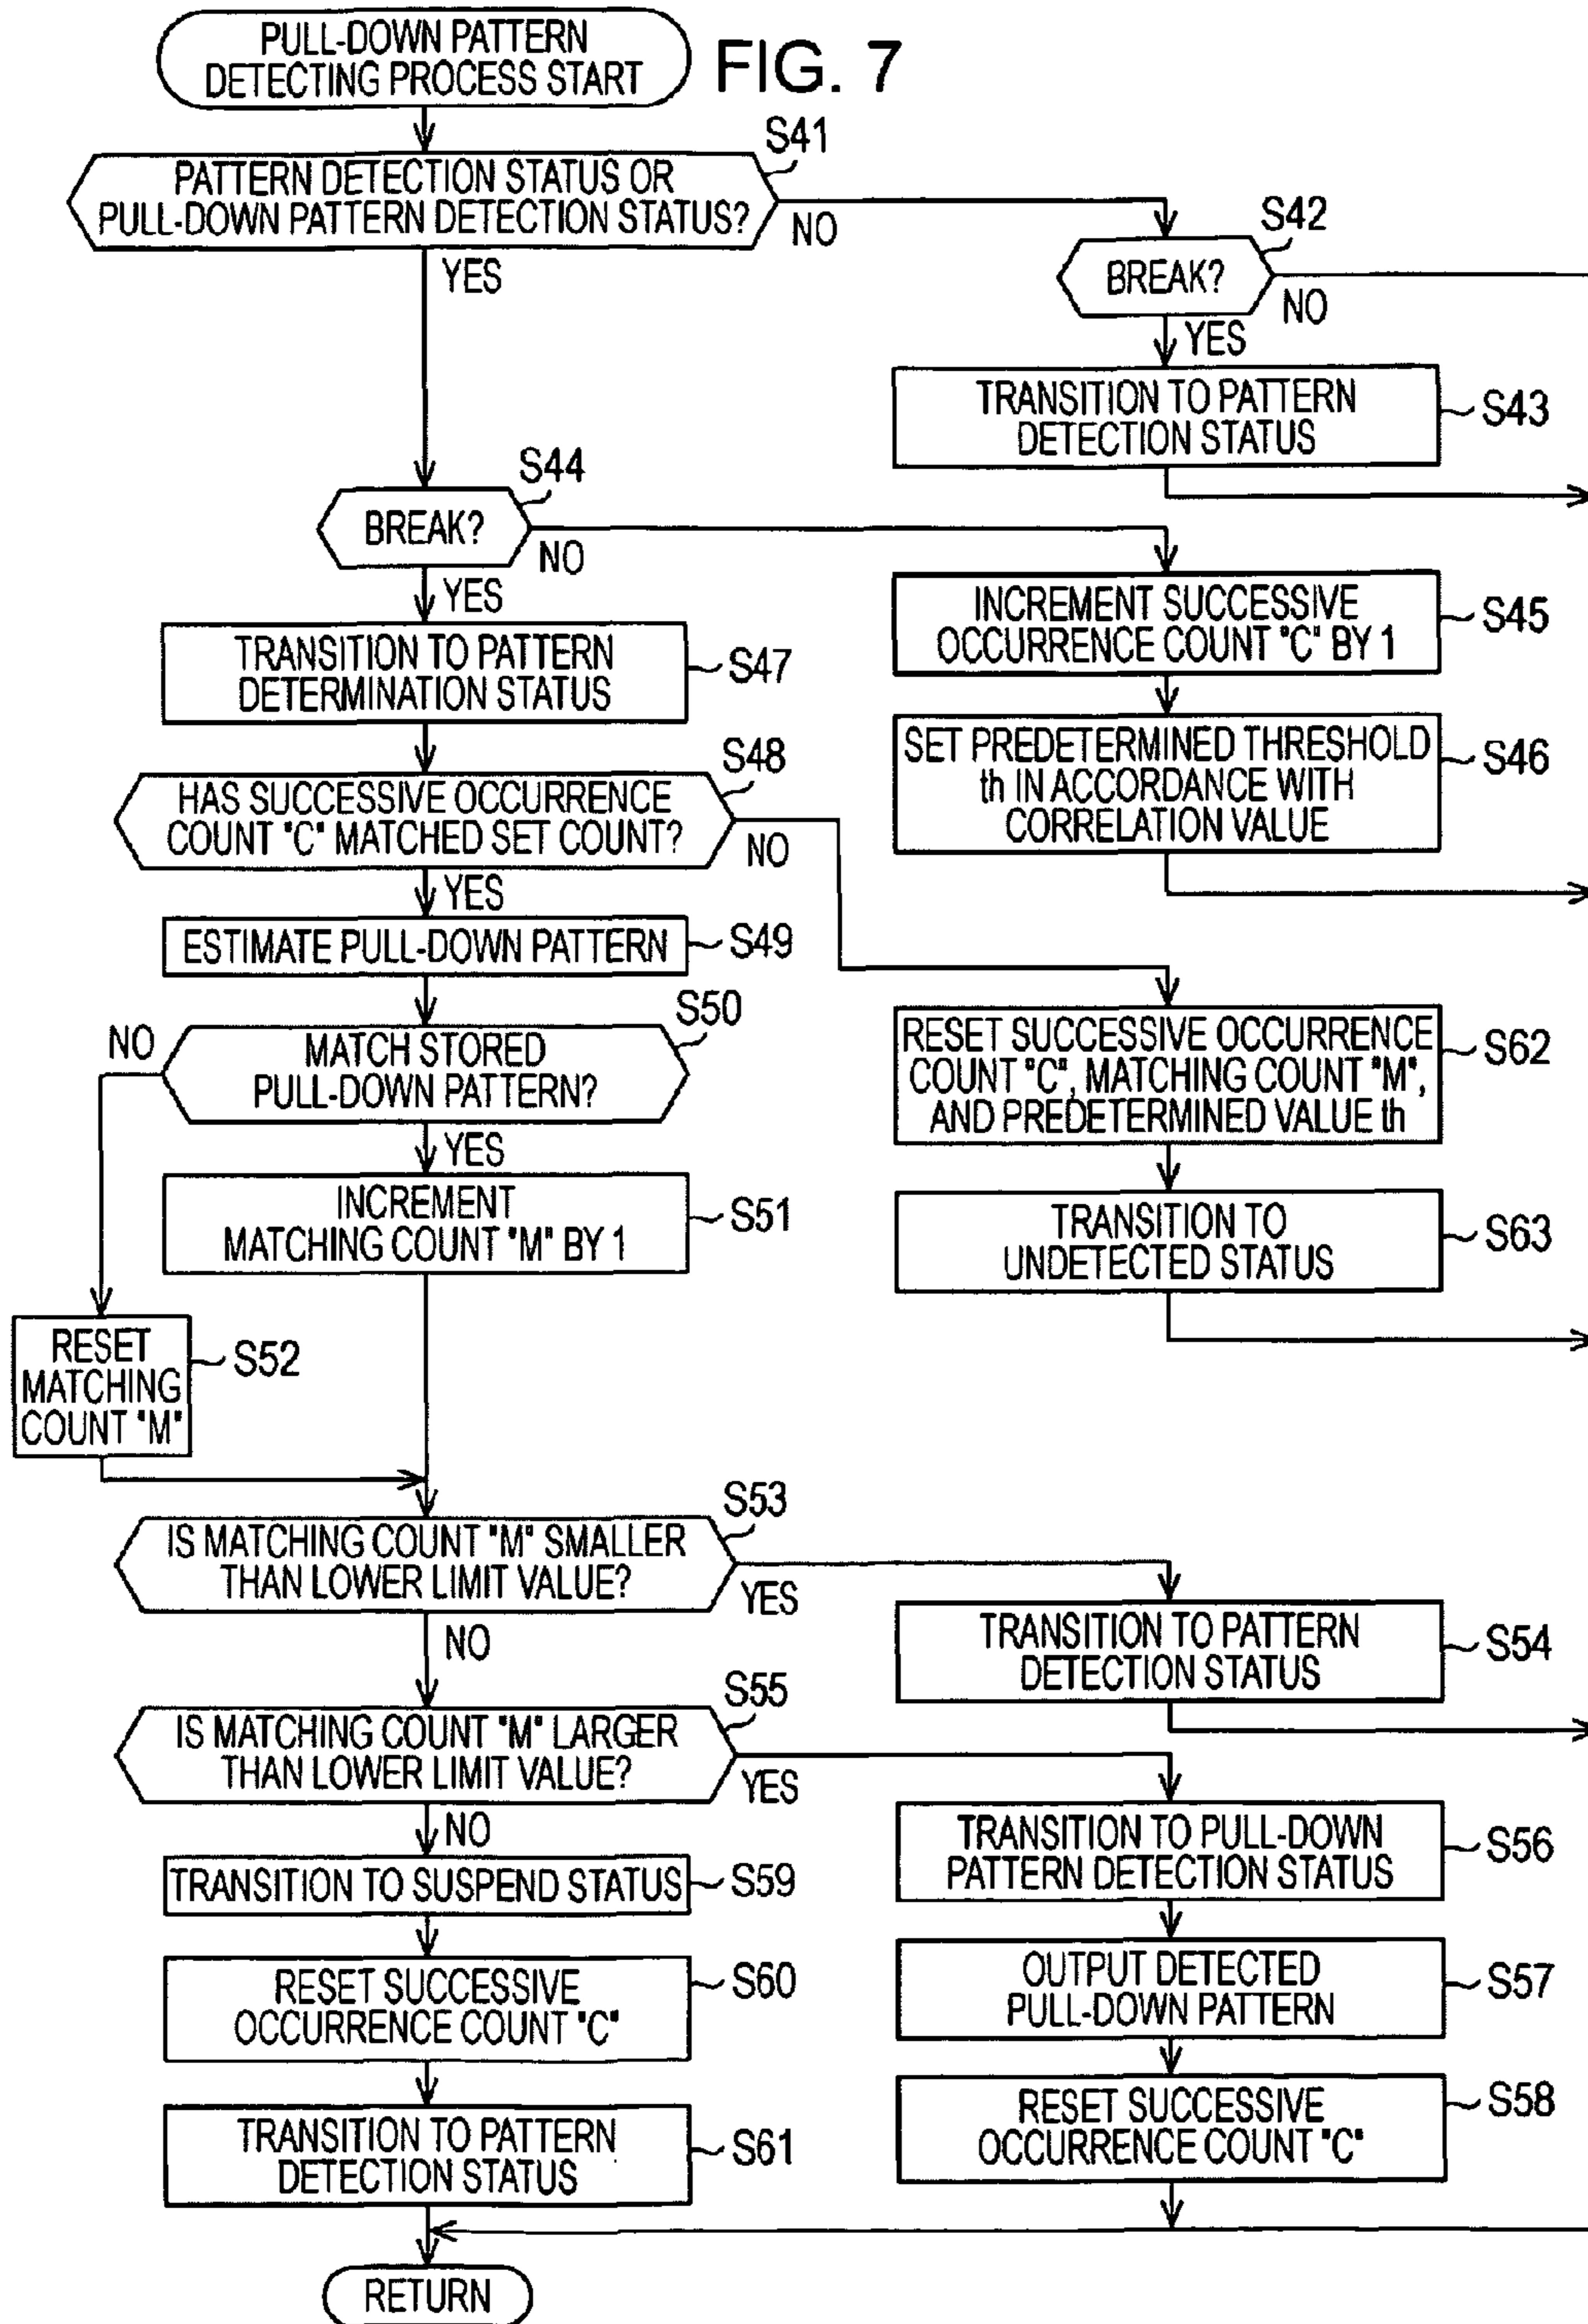 FIG. 7
PULL-DOWN PATTERN
DETECTING PROCESS START
S41
PATTERN DETECTION STATUS OR
PULL-DOWN PATTERN DETECTION STATUS?
NO
YES
S42
BREAK?
NO
YES
TRANSITION TO PATTERN
DETECTION STATUS
S43
S44
BREAK?
NO
YES
INCREMENT SUCCESSIVE
OCCURRENCE COUNT "C" BY 1
S45
SET PREDETERMINED THRESHOLD
th IN ACCORDANCE WITH
CORRELATION VALUE
S46
TRANSITION TO PATTERN
DETERMINATION STATUS
S47
S48
HAS SUCCESSIVE OCCURRENCE
COUNT "C" MATCHED SET COUNT?
NO
YES
ESTIMATE PULL-DOWN PATTERN
S49
S50
MATCH STORED
PULL-DOWN PATTERN?
NO
YES
INCREMENT
MATCHING COUNT "M" BY 1
S51
RESET
MATCHING
COUNT "M"
S52
RESET SUCCESSIVE OCCURRENCE
COUNT "C", MATCHING COUNT "M",
AND PREDETERMINED VALUE th
S62
TRANSITION TO
UNDETECTED STATUS
S63
S53
IS MATCHING COUNT "M" SMALLER
THAN LOWER LIMIT VALUE?
YES
NO
TRANSITION TO PATTERN
DETECTION STATUS
S54
S55
IS MATCHING COUNT "M" LARGER
THAN LOWER LIMIT VALUE?
YES
NO
TRANSITION TO PULL-DOWN
PATTERN DETECTION STATUS
S56
OUTPUT DETECTED
PULL-DOWN PATTERN
S57
RESET SUCCESSIVE
OCCURRENCE COUNT "C"
S58
TRANSITION TO SUSPEND STATUS
S59
RESET SUCCESSIVE
OCCURRENCE COUNT "C"
S60
TRANSITION TO PATTERN
DETECTION STATUS
S61
RETURN